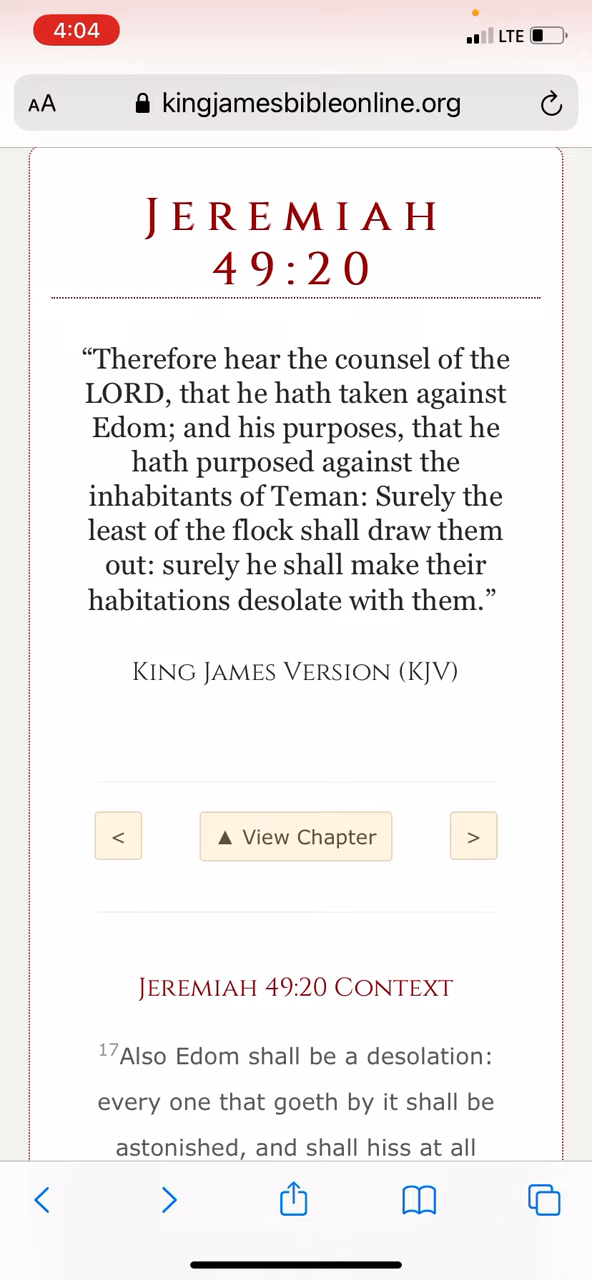 4:04
LTE
AA kingjamesbibleonline.org
JEREMIAH
49:20
“Therefore hear the counsel of the
LORD, that he hath taken against
Edom; and his purposes, that he
hath purposed against the
inhabitants of Teman: Surely the
least of the flock shall draw them
out: surely he shall make their
habitations desolate with them.”
KING JAMES VERSION (KJV)
< ▲ View Chapter >
JEREMIAH 49:20 CONTEXT
17Also Edom shall be a desolation:
every one that goeth by it shall be
astonished, and shall hiss at all